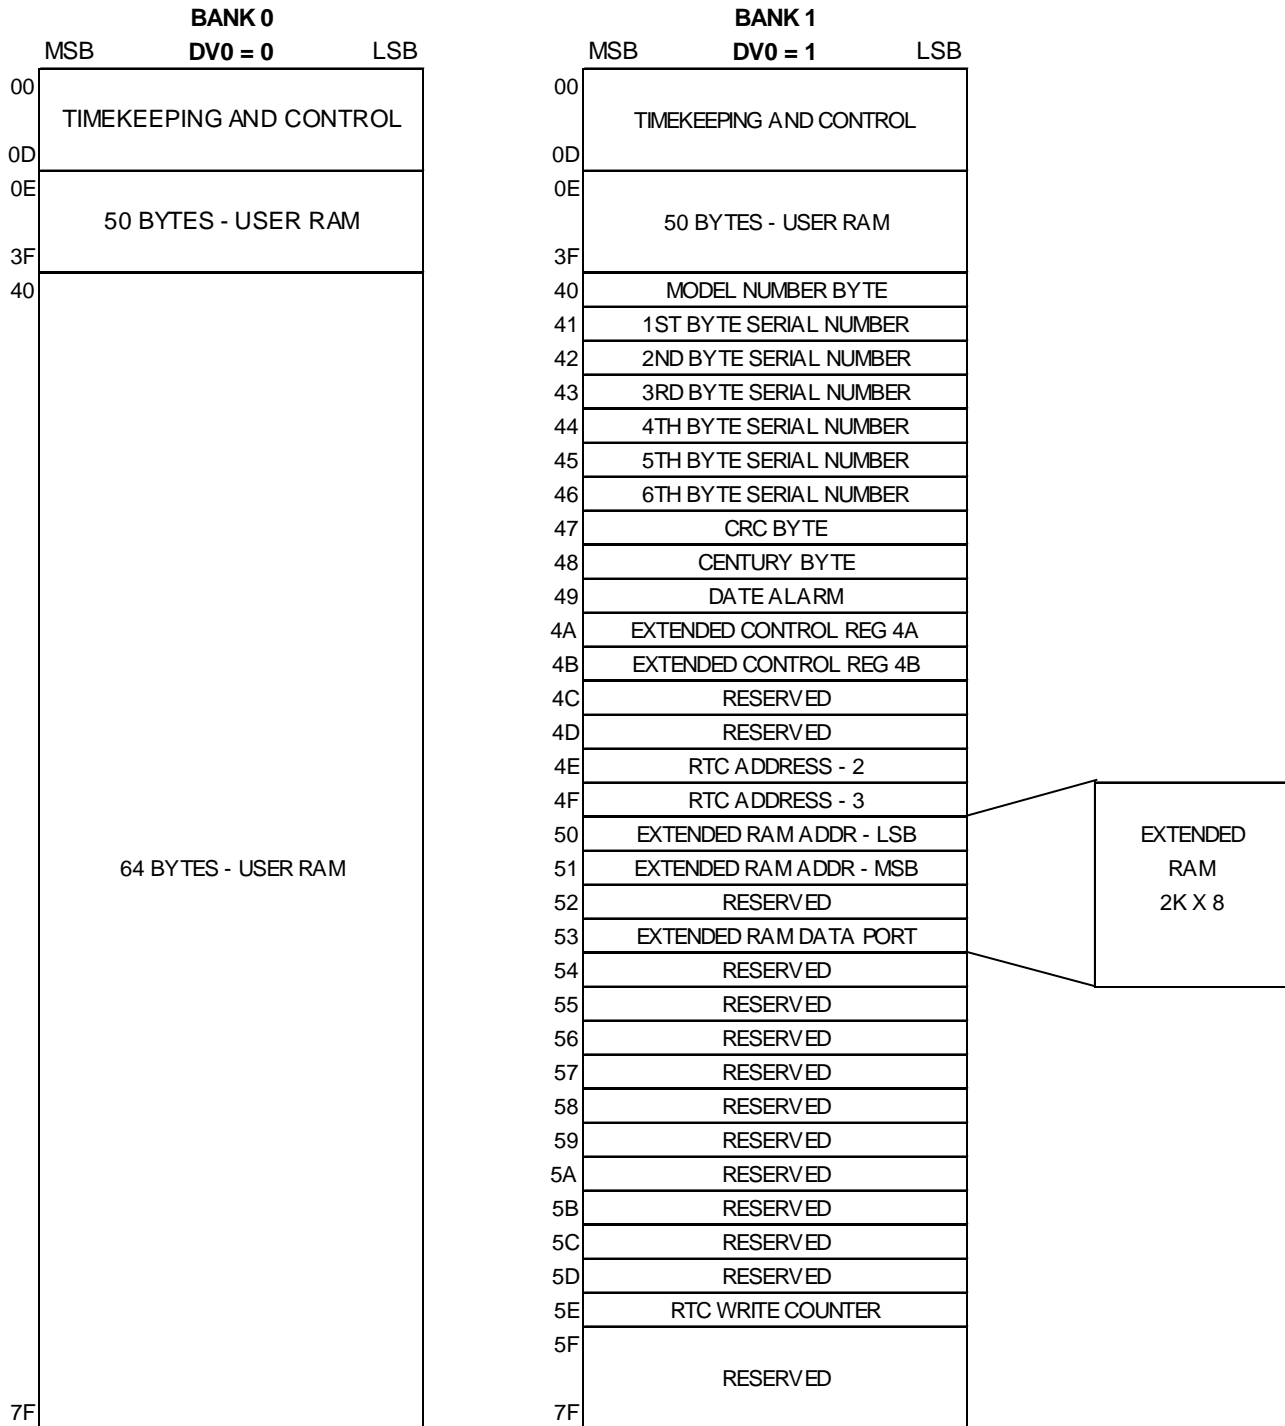 BANK 0
MSB DV0 = 0 LSB
00
TIMEKEEPING AND CONTROL
0D
0E
50 BYTES - USER RAM
3F
40
64 BYTES - USER RAM
7F
BANK 1
MSB DV0 = 1 LSB
00
TIMEKEEPING AND CONTROL
0D
0E
50 BYTES - USER RAM
3F
40 MODEL NUMBER BYTE
41 1ST BYTE SERIAL NUMBER
42 2ND BYTE SERIAL NUMBER
43 3RD BYTE SERIAL NUMBER
44 4TH BYTE SERIAL NUMBER
45 5TH BYTE SERIAL NUMBER
46 6TH BYTE SERIAL NUMBER
47 CRC BYTE
48 CENTURY BYTE
49 DATE ALARM
4A EXTENDED CONTROL REG 4A
4B EXTENDED CONTROL REG 4B
4C RESERVED
4D RESERVED
4E RTC ADDRESS - 2
4F RTC ADDRESS - 3
50 EXTENDED RAM ADDR - LSB
51 EXTENDED RAM ADDR - MSB
52 RESERVED
53 EXTENDED RAM DATA PORT
54 RESERVED
55 RESERVED
56 RESERVED
57 RESERVED
58 RESERVED
59 RESERVED
5A RESERVED
5B RESERVED
5C RESERVED
5D RESERVED
5E RTC WRITE COUNTER
5F
RESERVED
7F
EXTENDED
RAM
2K X 8